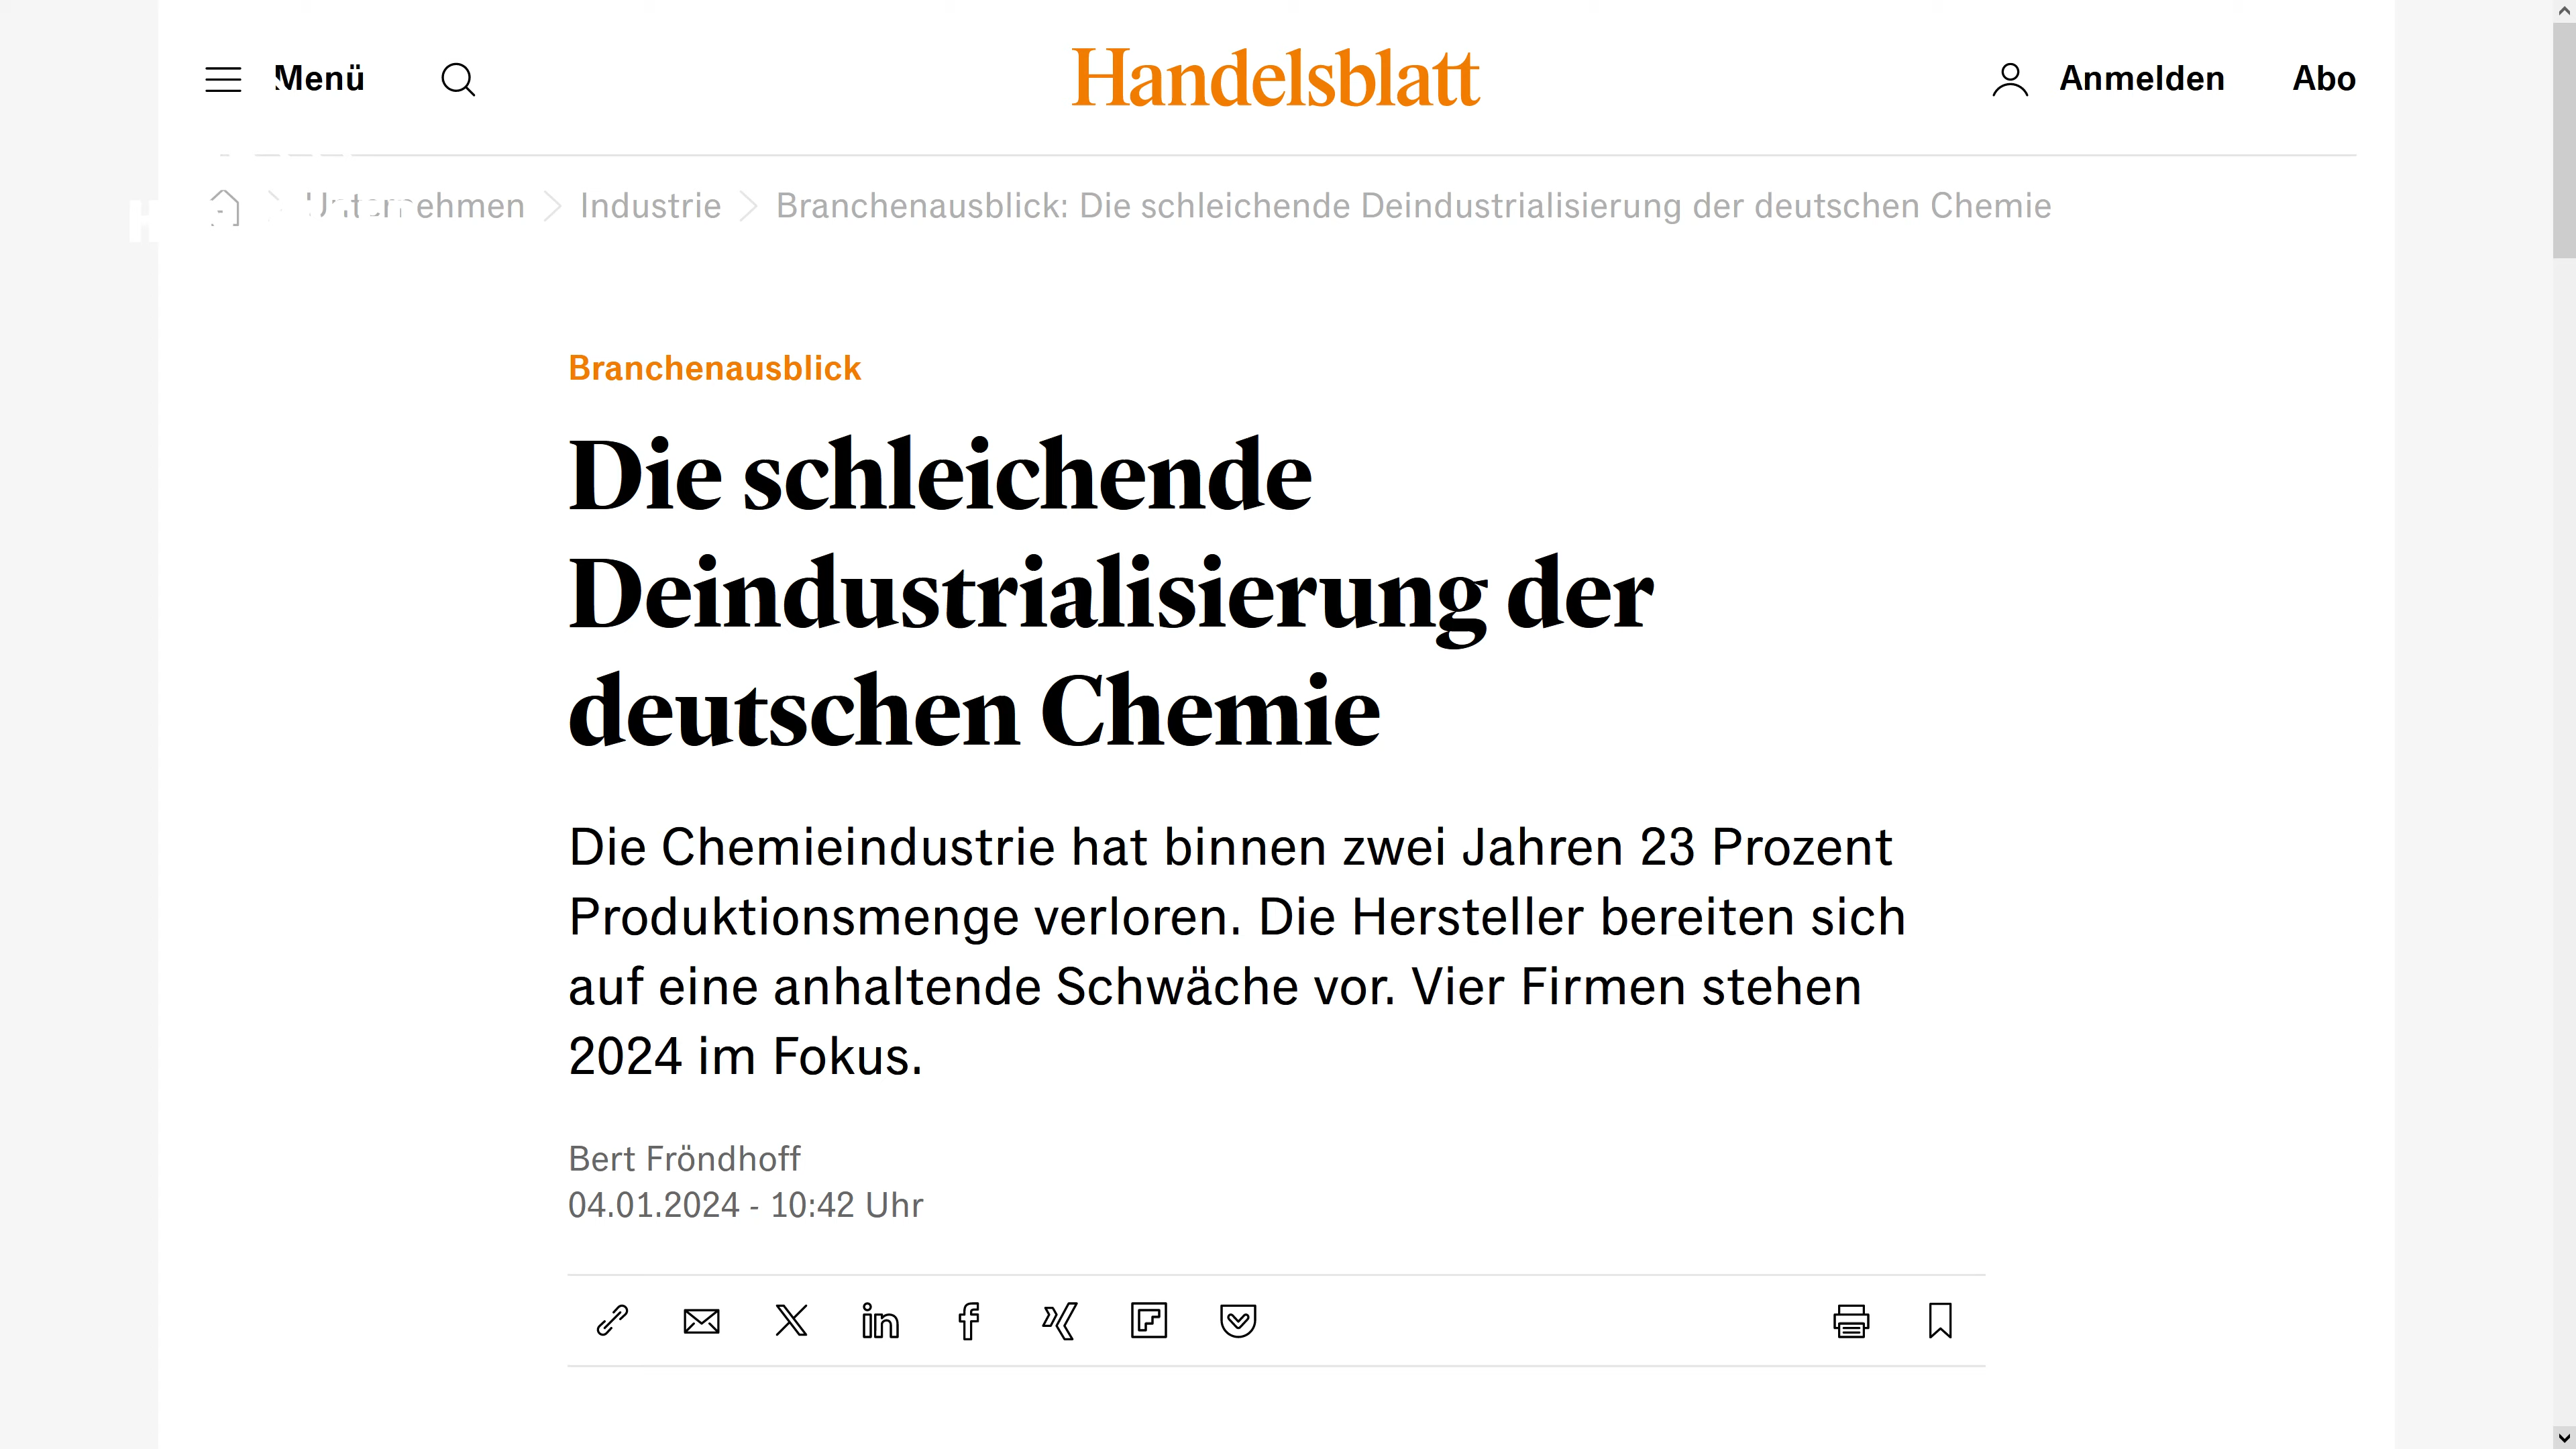 Menü
Handelsblatt
Anmelden
Abo
Unternehmen
Industrie
Branchenausblick: Die schleichende Deindustrialisierung der deutschen Chemie
Branchenausblick
Die schleichende
Deindustrialisierung der
deutschen Chemie
Die Chemieindustrie hat binnen zwei Jahren 23 Prozent
Produktionsmenge verloren. Die Hersteller bereiten sich
auf eine anhaltende Schwäche vor. Vier Firmen stehen
2024 im Fokus.
Bert Fröndhoff
04.01.2024 - 10:42 Uhr